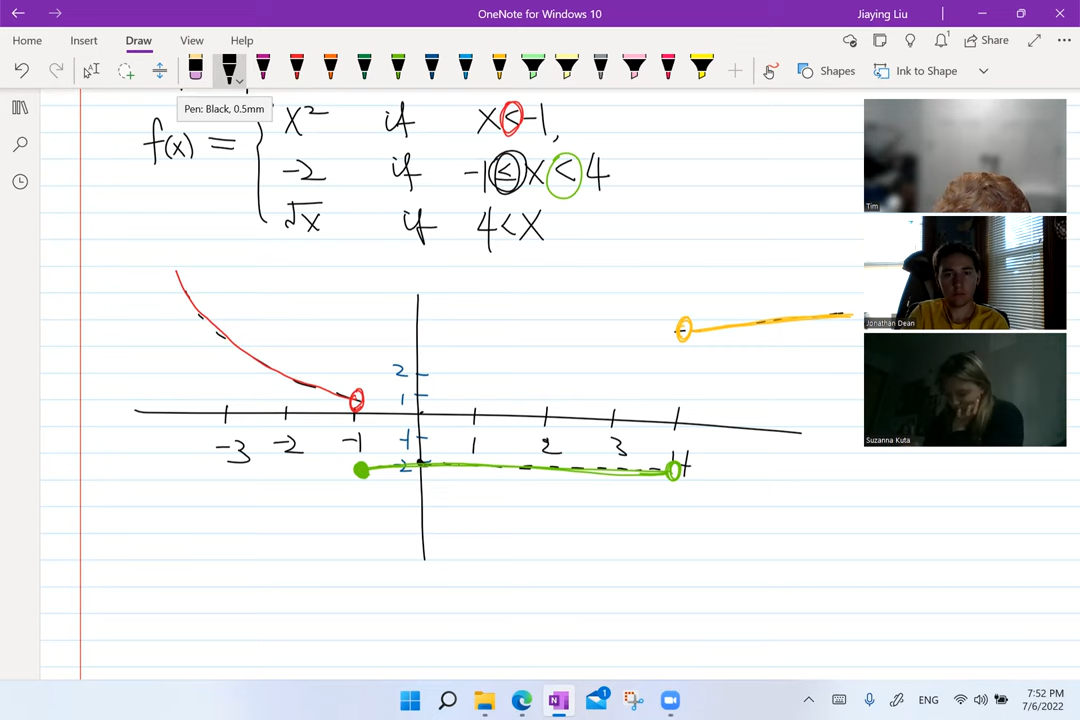 OneNote for Windows 10
Jiaying Liu
Home Insert Draw View Help
Share
Shapes
Ink to Shape
Pen: Black, 0.5mm
f(x) =
x² if x < -1,
-2 if -1 ≤ x < 4
√x if 4 < x
2
1
-1
2
-3 -2 -1 1 2 3 4
Tim
Jonathan Dean
Suzanna Kuta
1
ENG
7:52 PM
7/6/2022